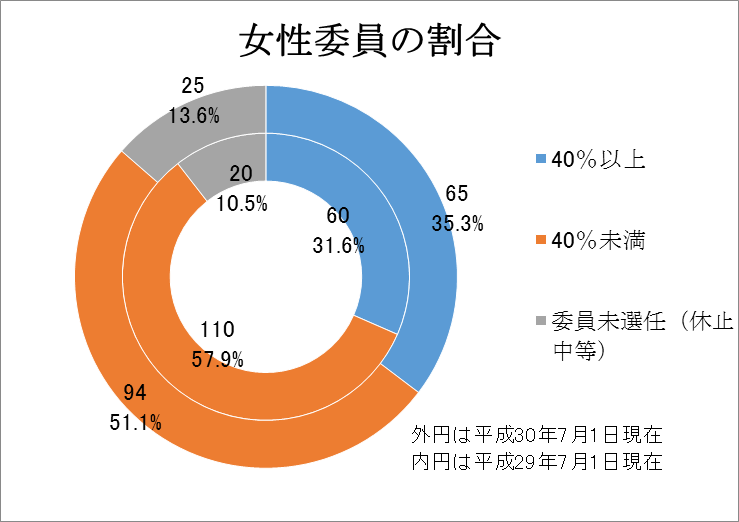 女性委員の割合
25
13.6%
20
10.5%
60
31.6%
65
35.3%
110
57.9%
94
51.1%
40％以上
40％未満
委員未選任（休止
中等）
外円は平成30年7月1日現在
内円は平成29年7月1日現在